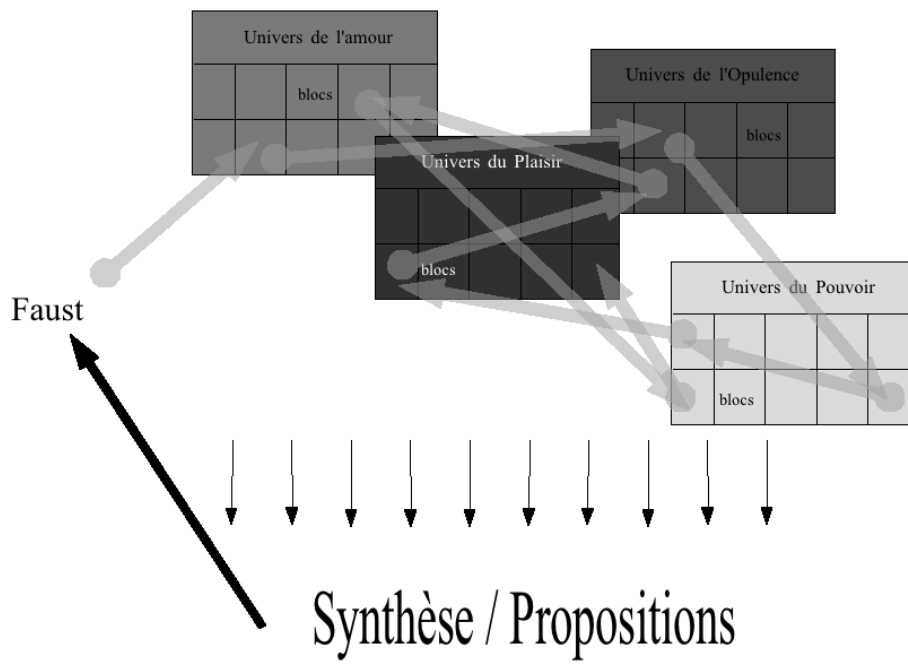 Univers de l'amour
blocs
Univers de l'Opulence
blocs
Univers du Plaisir
blocs
Univers du Pouvoir
blocs
Faust
Synthèse / Propositions